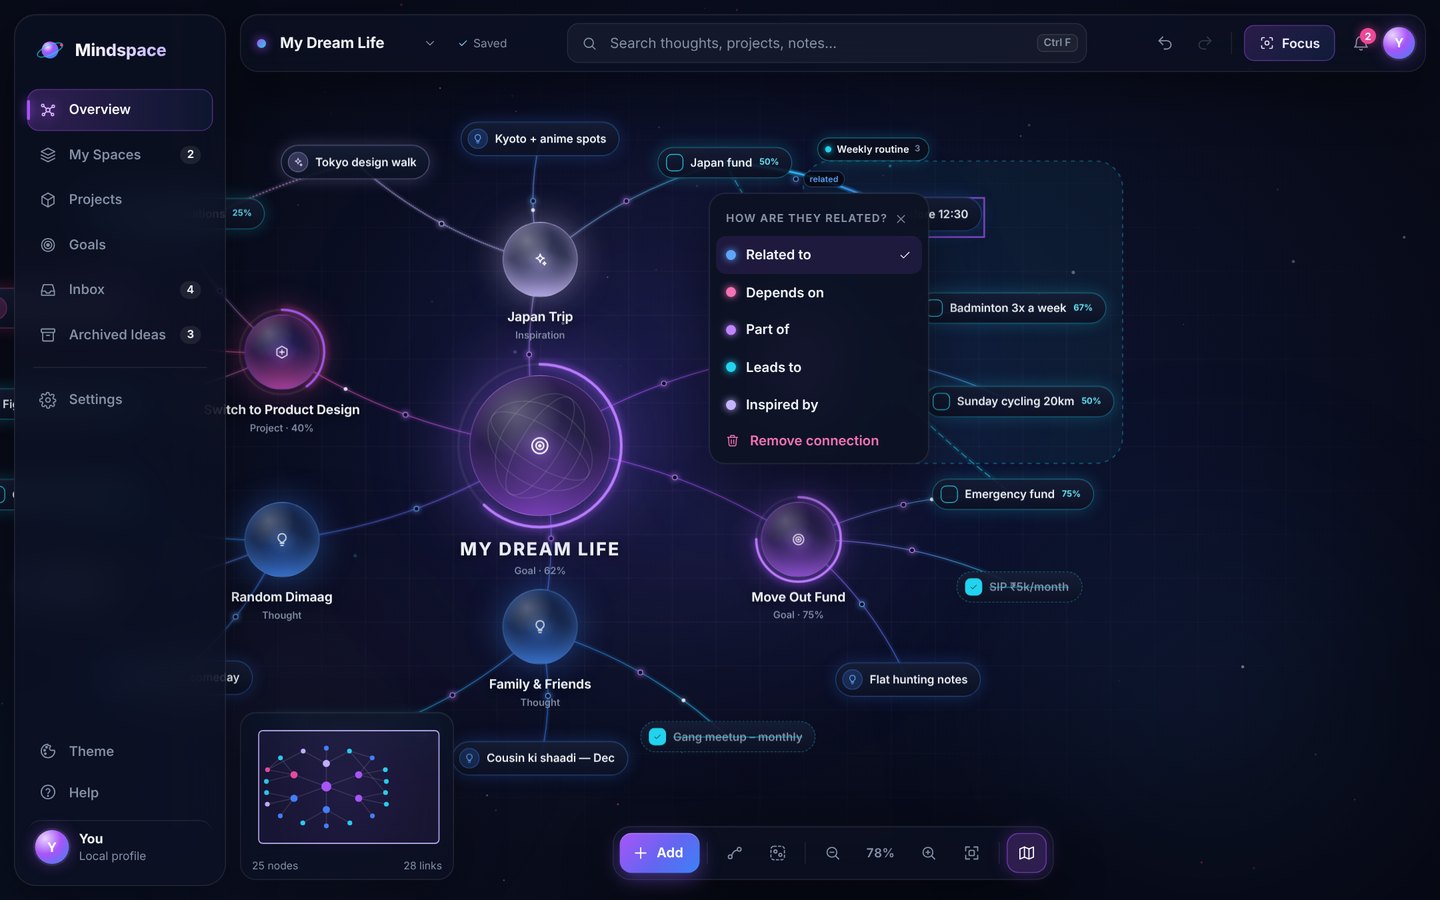 Mindspace
My Dream Life
Saved
Search thoughts, projects, notes...
Ctrl F
Focus
2
Y
Overview
My Spaces 2
Projects
Goals
Inbox 4
Archived Ideas 3
Settings
Theme
Help
Y
You
Local profile
Kyoto + anime spots
Tokyo design walk
Japan fund 50%
Weekly routine 3
related
25%
12:30
HOW ARE THEY RELATED?
Related to
Depends on
Part of
Leads to
Inspired by
Remove connection
Japan Trip
Inspiration
Badminton 3x a week 67%
Sunday cycling 20km 50%
Switch to Product Design
Project · 40%
Emergency fund 75%
MY DREAM LIFE
Goal · 62%
SIP ₹5k/month
Random Dimaag
Thought
Move Out Fund
Goal · 75%
Flat hunting notes
Family & Friends
Thought
Gang meetup – monthly
Cousin ki shaadi — Dec
25 nodes
28 links
Add
78%